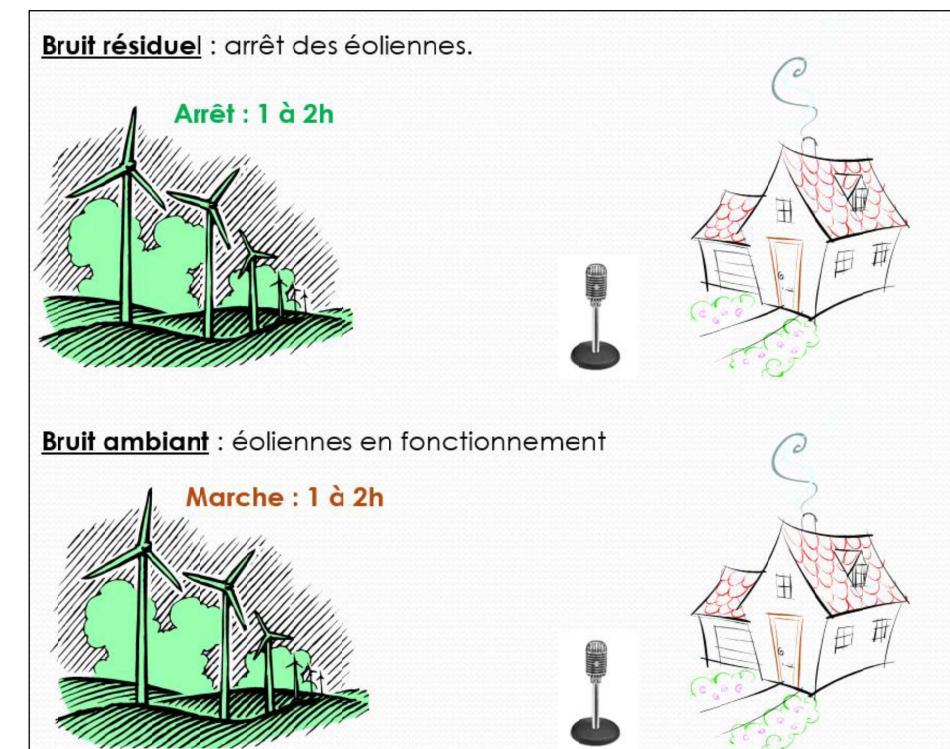 Bruit résiduel : arrêt des éoliennes.
Arrêt : 1 à 2h
Bruit ambiant : éoliennes en fonctionnement
Marche : 1 à 2h